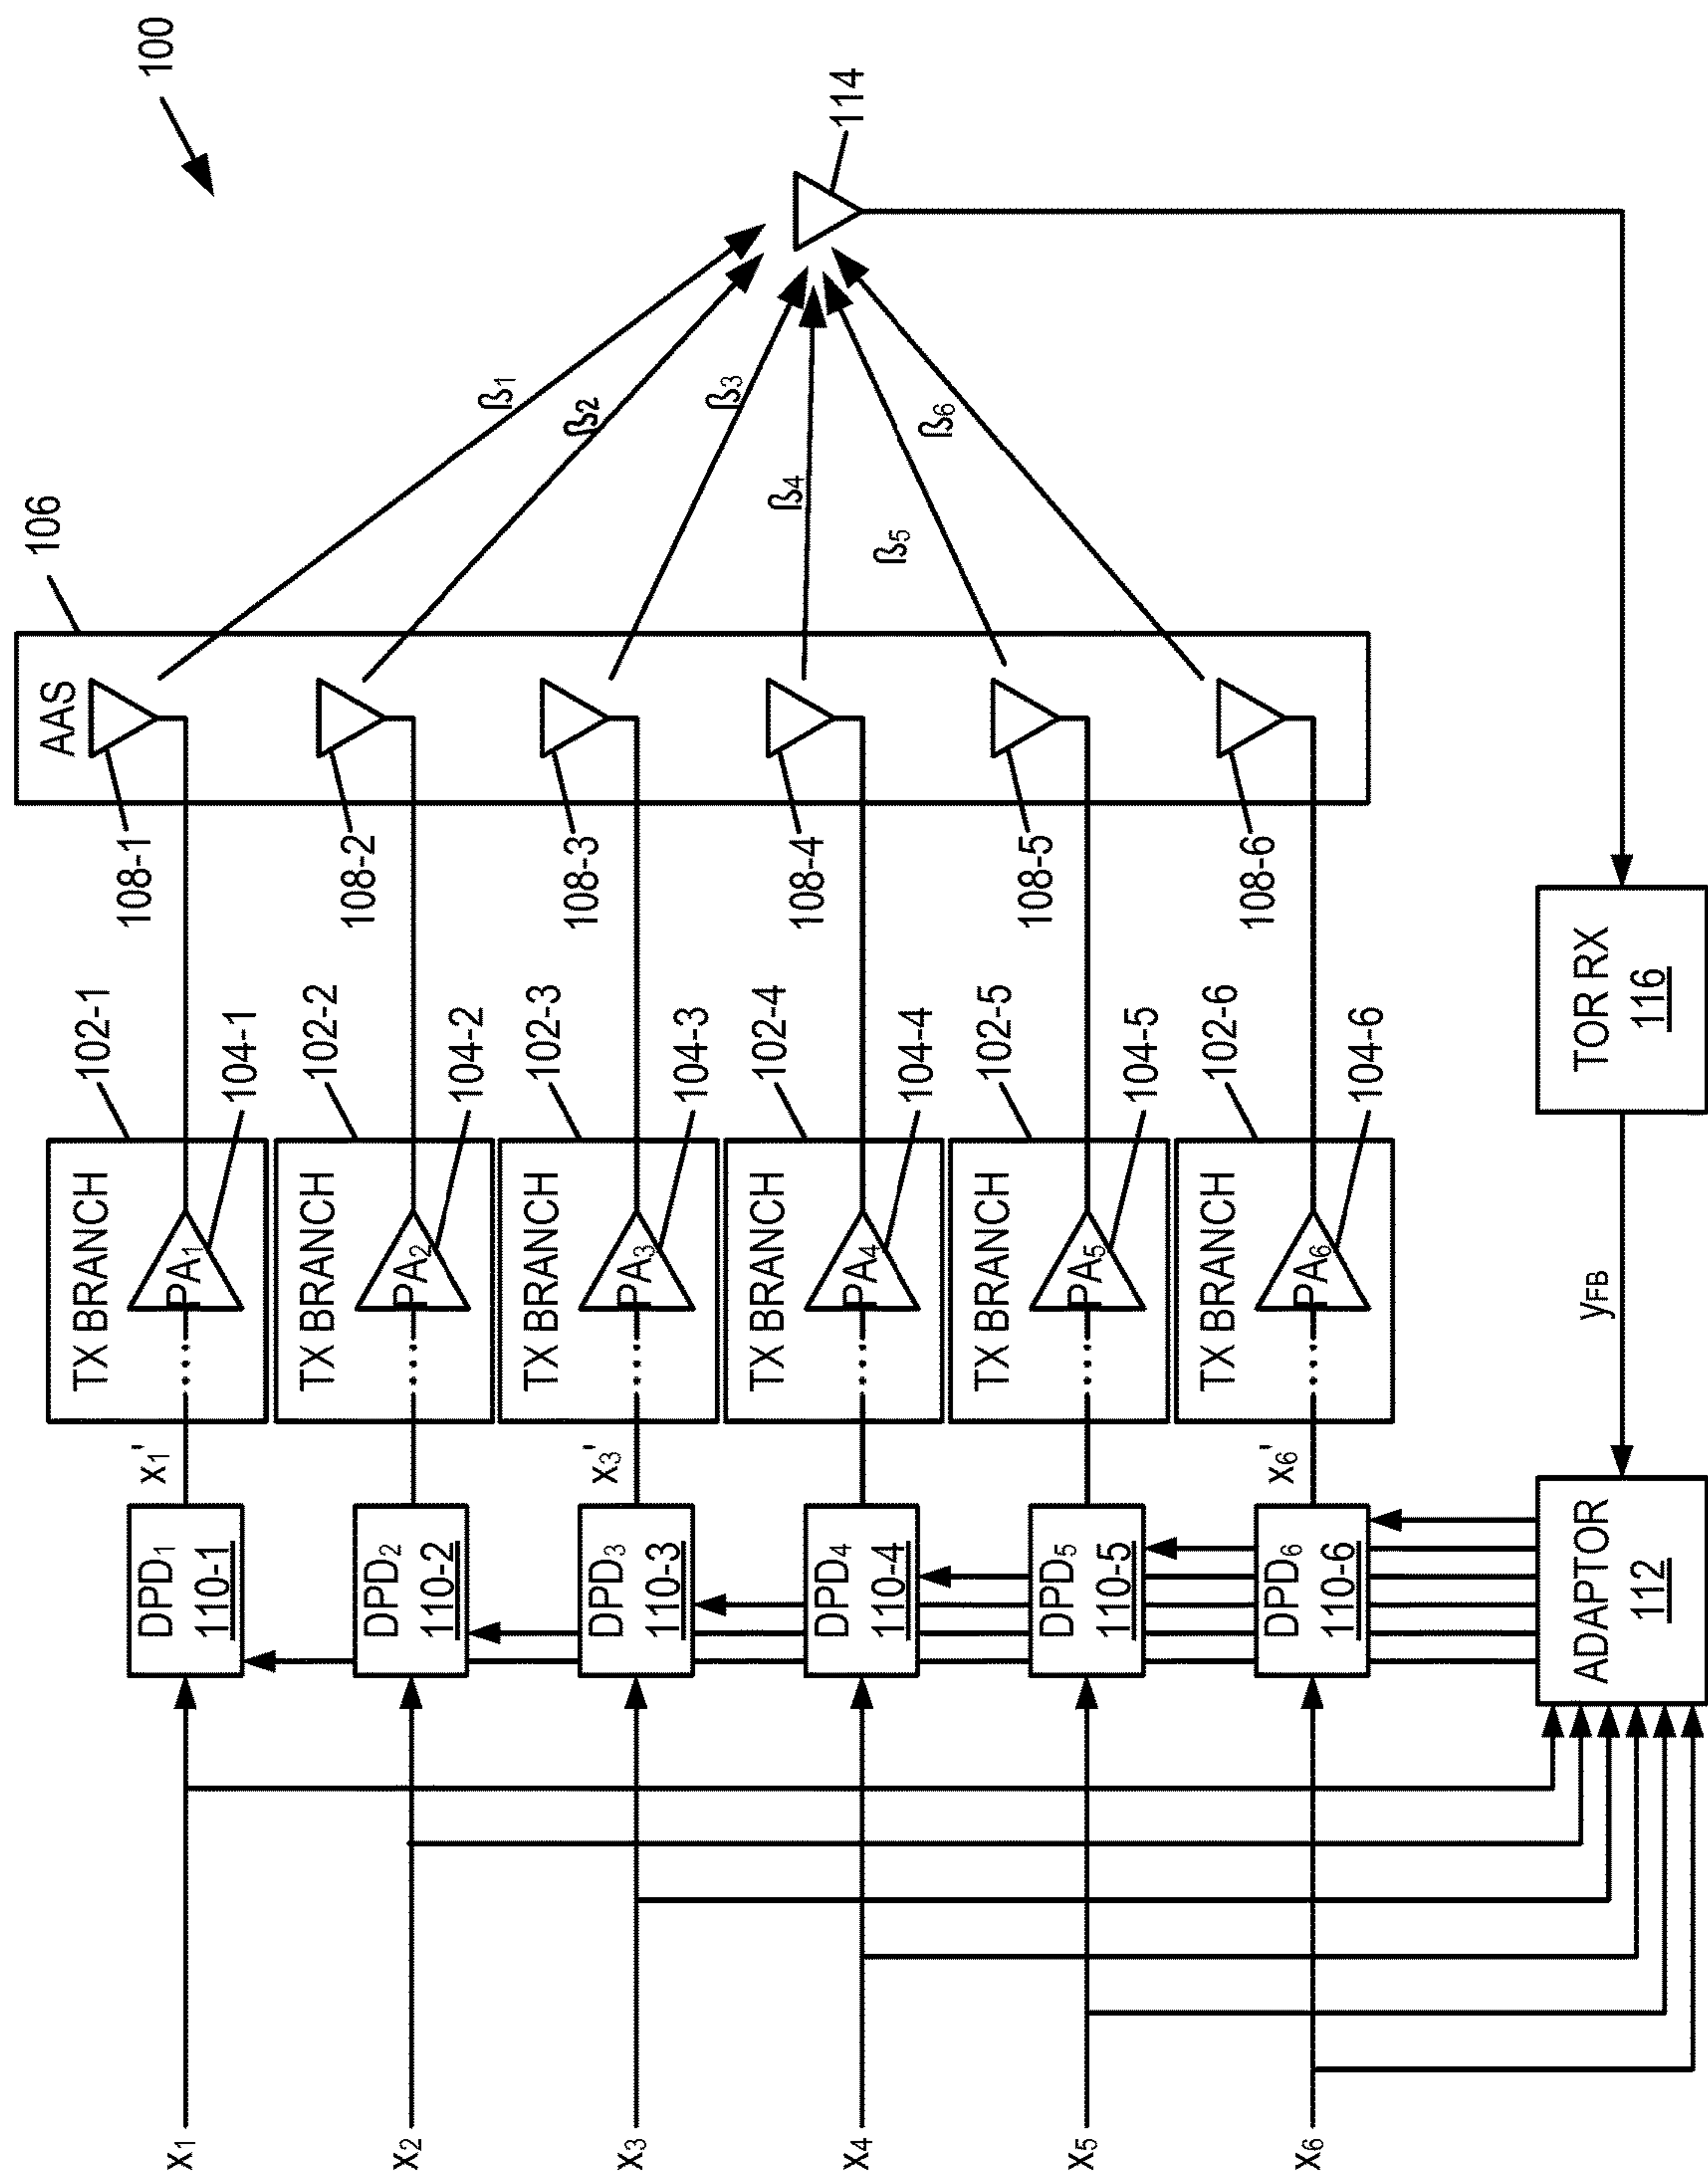 100
106
AAS
114
ß1
ß2
ß3
ß4
ß5
ß6
108-1
108-2
108-3
108-4
108-5
108-6
x1
DPD1
110-1
x1'
TX BRANCH
PA1
102-1
104-1
x2
DPD2
110-2
TX BRANCH
PA2
102-2
104-2
x3
DPD3
110-3
x3'
TX BRANCH
PA3
102-3
104-3
x4
DPD4
110-4
TX BRANCH
PA4
102-4
104-4
x5
DPD5
110-5
TX BRANCH
PA5
102-5
104-5
x6
DPD6
110-6
x6'
TX BRANCH
PA6
102-6
104-6
ADAPTOR
112
yFB
TOR RX
116